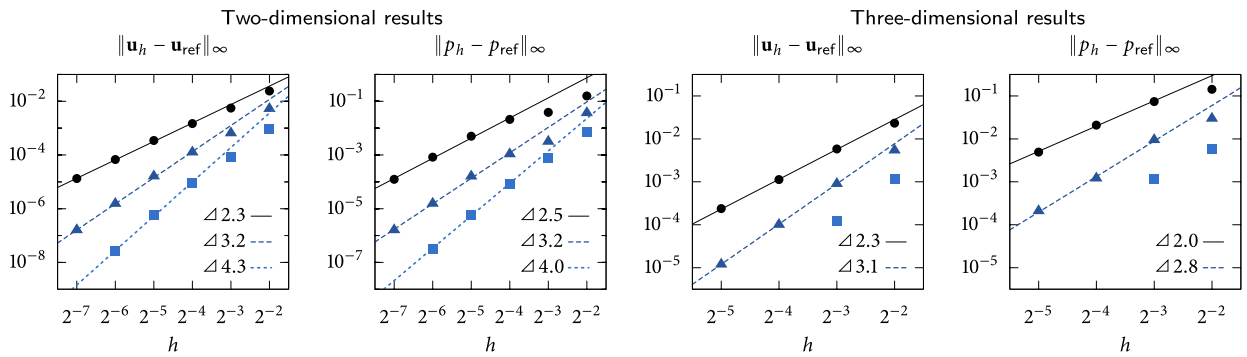 Two-dimensional results
‖u_h − u_ref‖_∞
10^−2
10^−4
10^−6
10^−8
⊿ 2.3
⊿ 3.2
⊿ 4.3
2^−7 2^−6 2^−5 2^−4 2^−3 2^−2
h
‖p_h − p_ref‖_∞
10^−1
10^−3
10^−5
10^−7
⊿ 2.5
⊿ 3.2
⊿ 4.0
2^−7 2^−6 2^−5 2^−4 2^−3 2^−2
h
Three-dimensional results
‖u_h − u_ref‖_∞
10^−1
10^−2
10^−3
10^−4
10^−5
⊿ 2.3
⊿ 3.1
2^−5 2^−4 2^−3 2^−2
h
‖p_h − p_ref‖_∞
10^−1
10^−2
10^−3
10^−4
10^−5
⊿ 2.0
⊿ 2.8
2^−5 2^−4 2^−3 2^−2
h